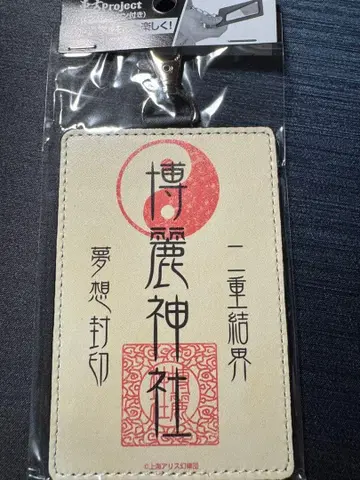 Project
楽しく!
博麗神社
二重結界
夢想封印
©上海アリス幻樂団